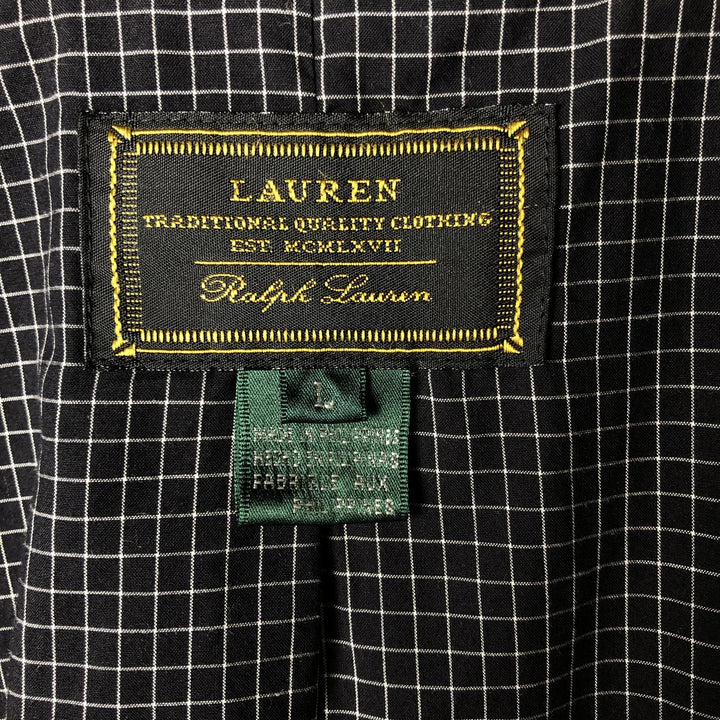 LAUREN
TRADITIONAL QUALITY CLOTHING
EST. MCMLXVII
Ralph Lauren
L
MADE IN PHILIPPINES
HECHO EN FILIPINAS
FABRIQUE AUX
PHILIPPINES